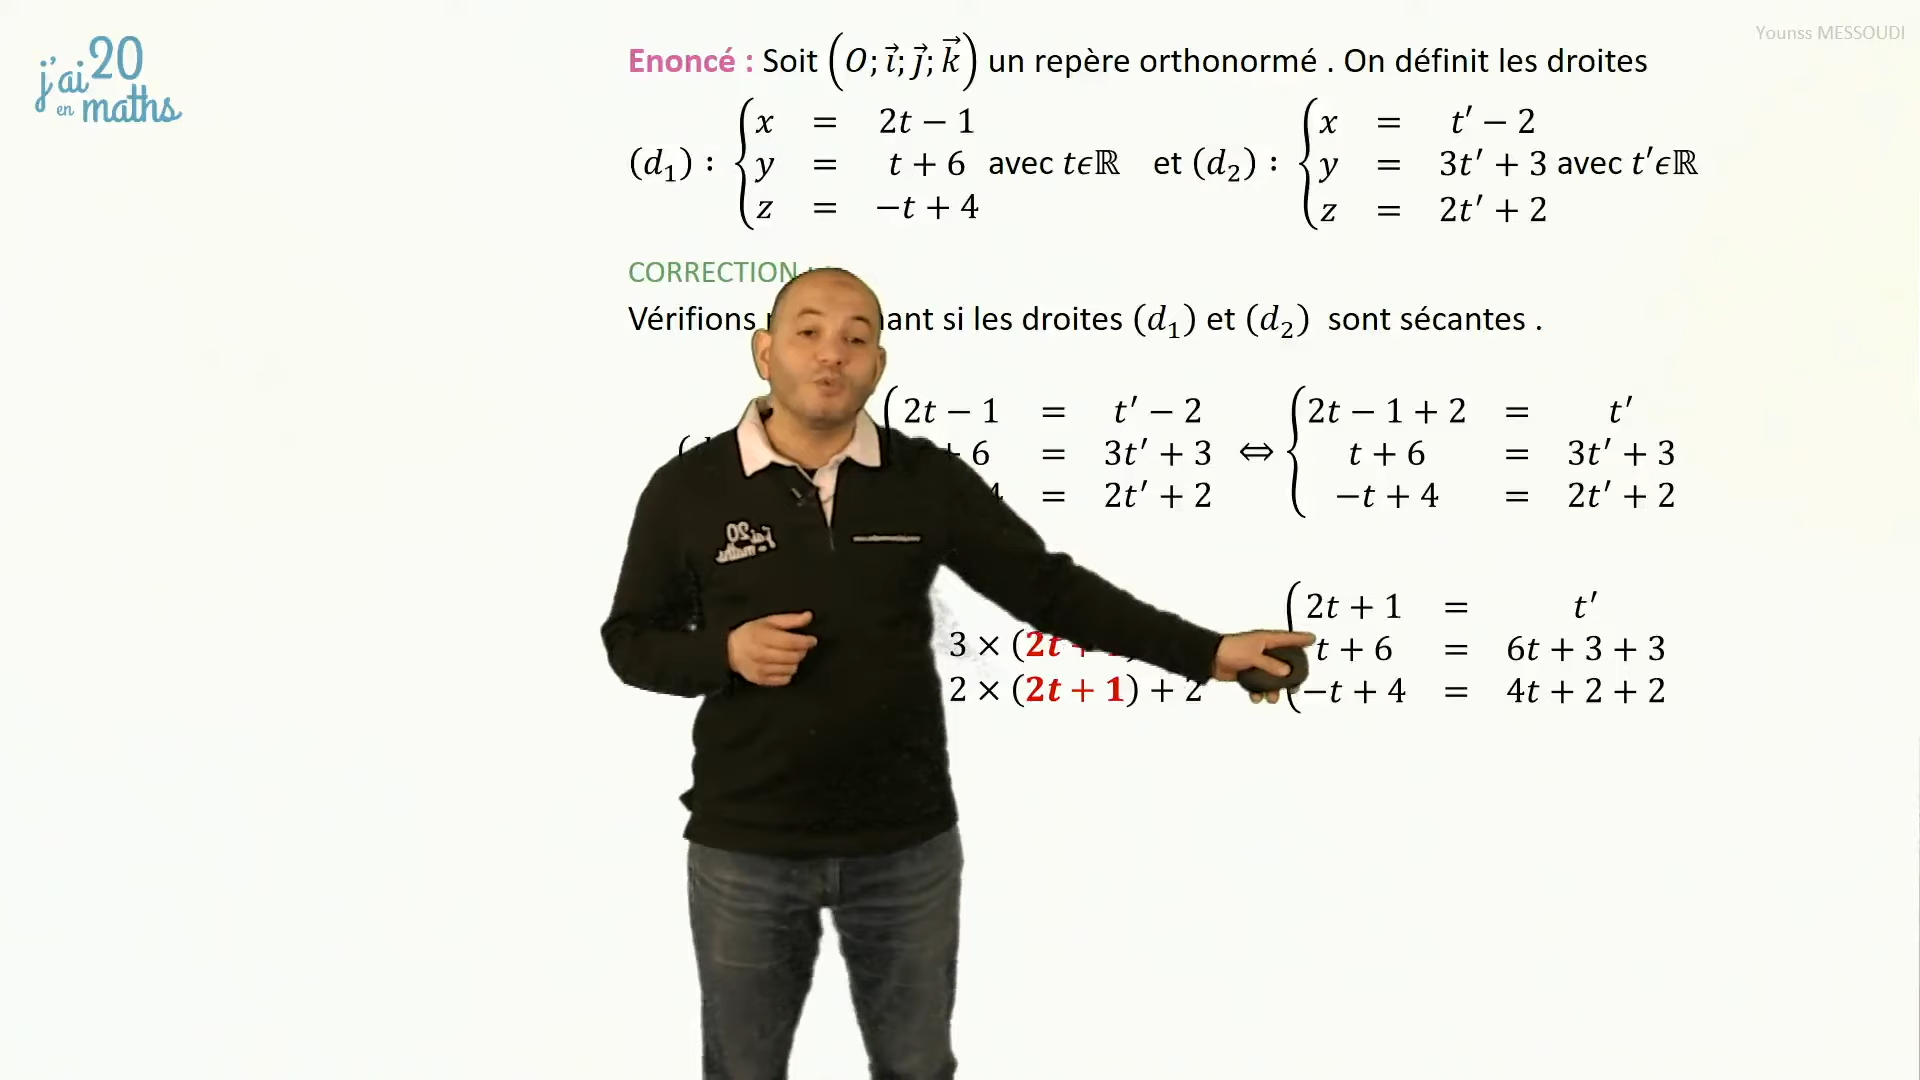 j'ai 20
en maths
Younss MESSOUDI
Enoncé : Soit (O; i⃗; j⃗; k⃗) un repère orthonormé . On définit les droites
(d₁) : { x = 2t − 1
y = t + 6 avec tϵℝ et (d₂) : { x = t′ − 2
z = −t + 4
y = 3t′ + 3 avec t′ϵℝ
z = 2t′ + 2
CORRECTION
Vérifions si les droites (d₁) et (d₂) sont sécantes .
{ 2t − 1 = t′ − 2
+ 6 = 3t′ + 3
4 = 2t′ + 2
⇔ { 2t − 1 + 2 = t′
t + 6 = 3t′ + 3
−t + 4 = 2t′ + 2
3 × (2t
2 × (2t + 1) + 2
{ 2t + 1 = t′
t + 6 = 6t + 3 + 3
−t + 4 = 4t + 2 + 2